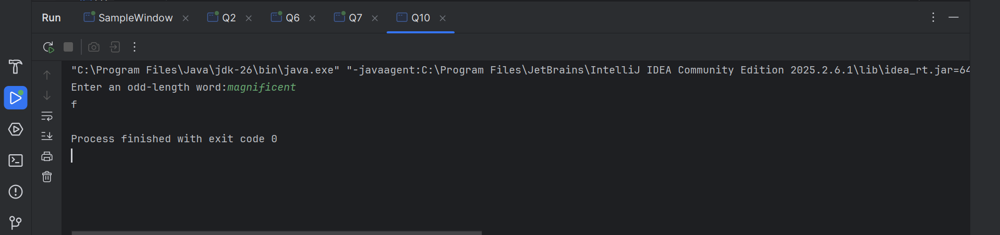 Run SampleWindow Q2 Q6 Q7 Q10
"C:\Program Files\Java\jdk-26\bin\java.exe" "-javaagent:C:\Program Files\JetBrains\IntelliJ IDEA Community Edition 2025.2.6.1\lib\idea_rt.jar=64
Enter an odd-length word:magnificent
f
Process finished with exit code 0